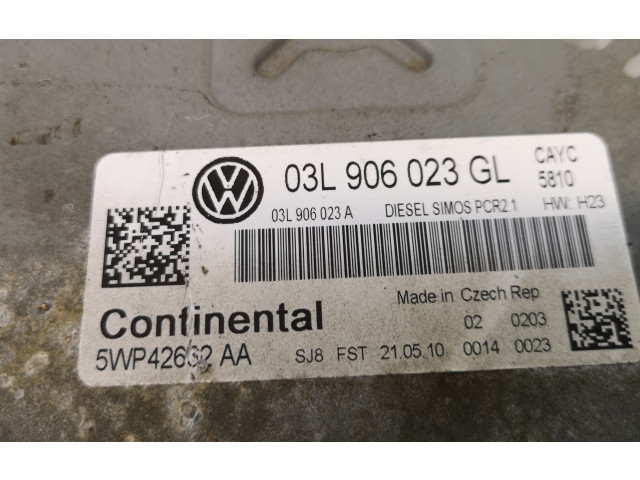 03L 906 023 GL
CAYC
5810
03L 906 023 A DIESEL SIMOS PCR2.1 HW: H23
Continental
Made in Czech Rep
02 0203
AA SJ8 FST 21.05.10 0014 0023